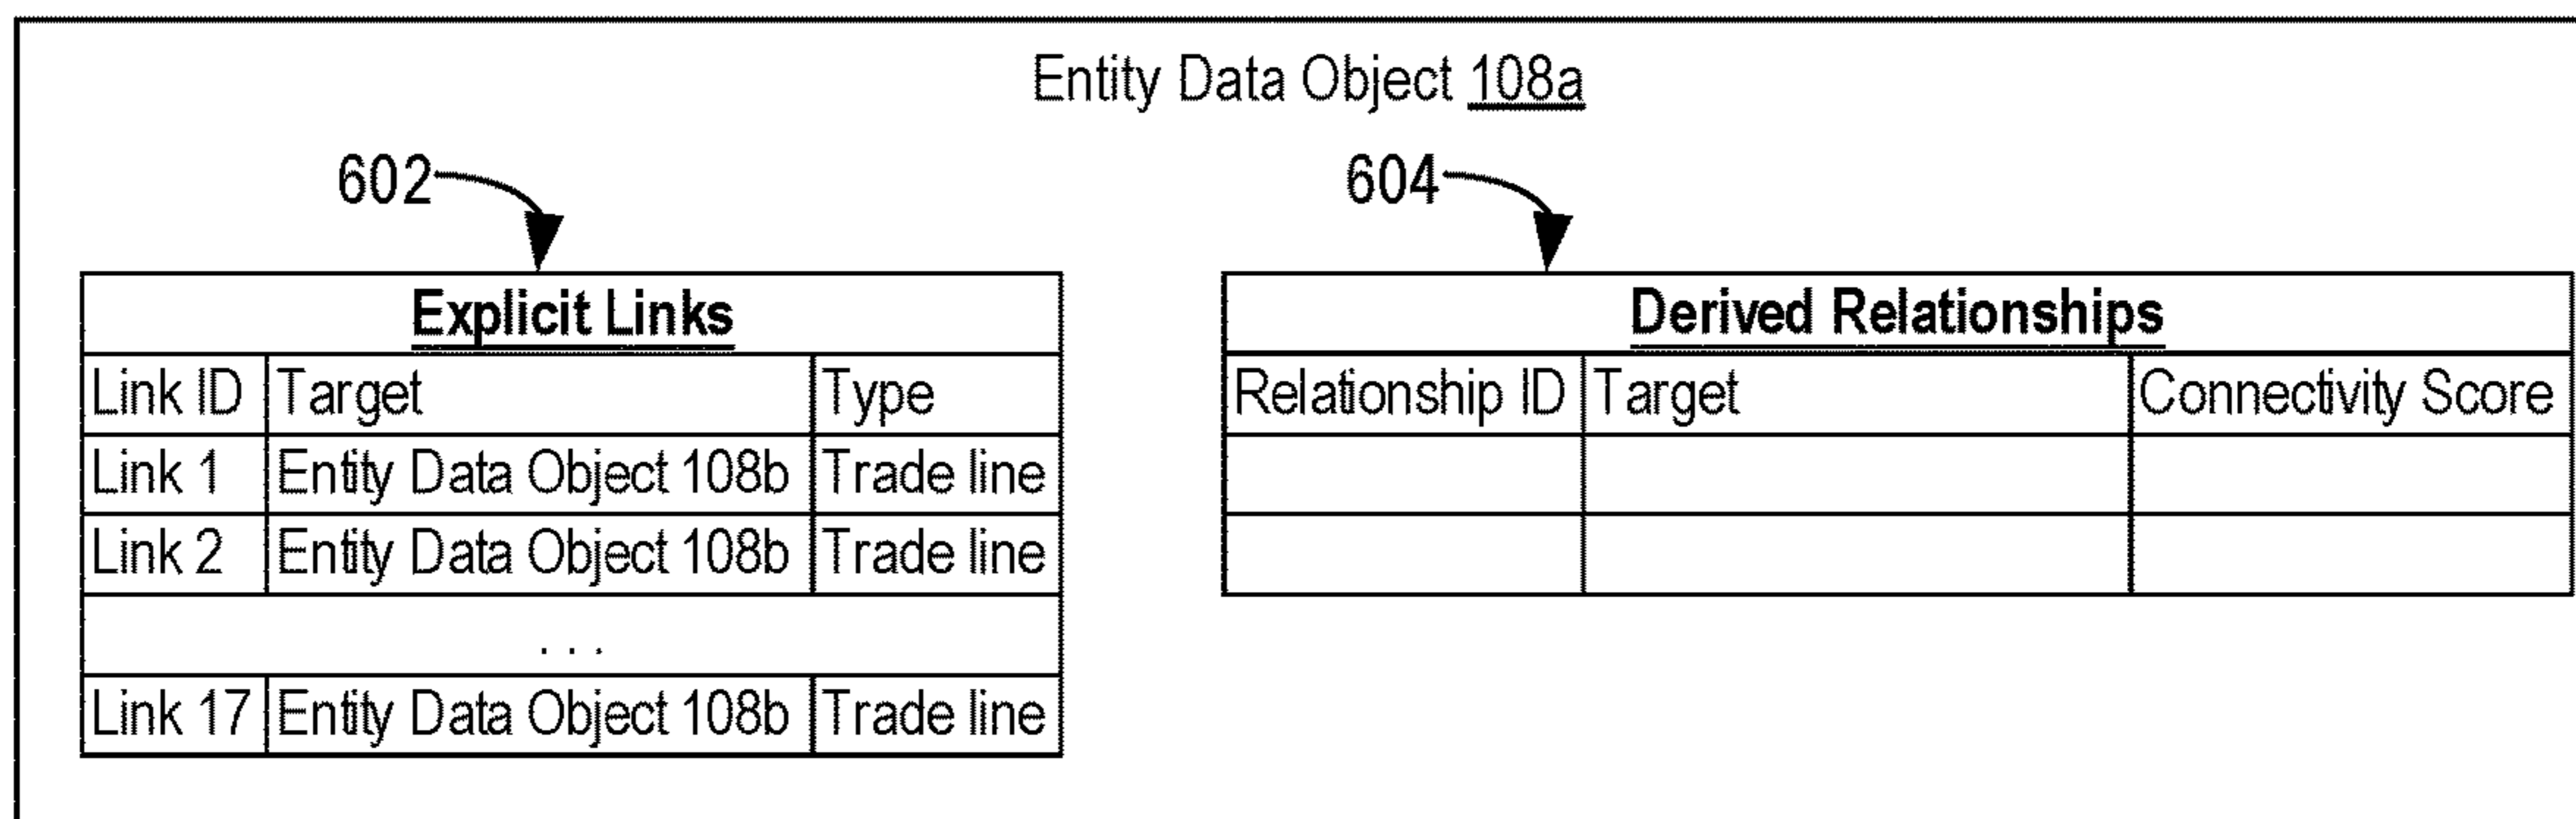 Entity Data Object 108a
602
604
Explicit Links
Link ID Target Type
Link 1 Entity Data Object 108b Trade line
Link 2 Entity Data Object 108b Trade line
. . .
Link 17 Entity Data Object 108b Trade line
Derived Relationships
Relationship ID Target Connectivity Score